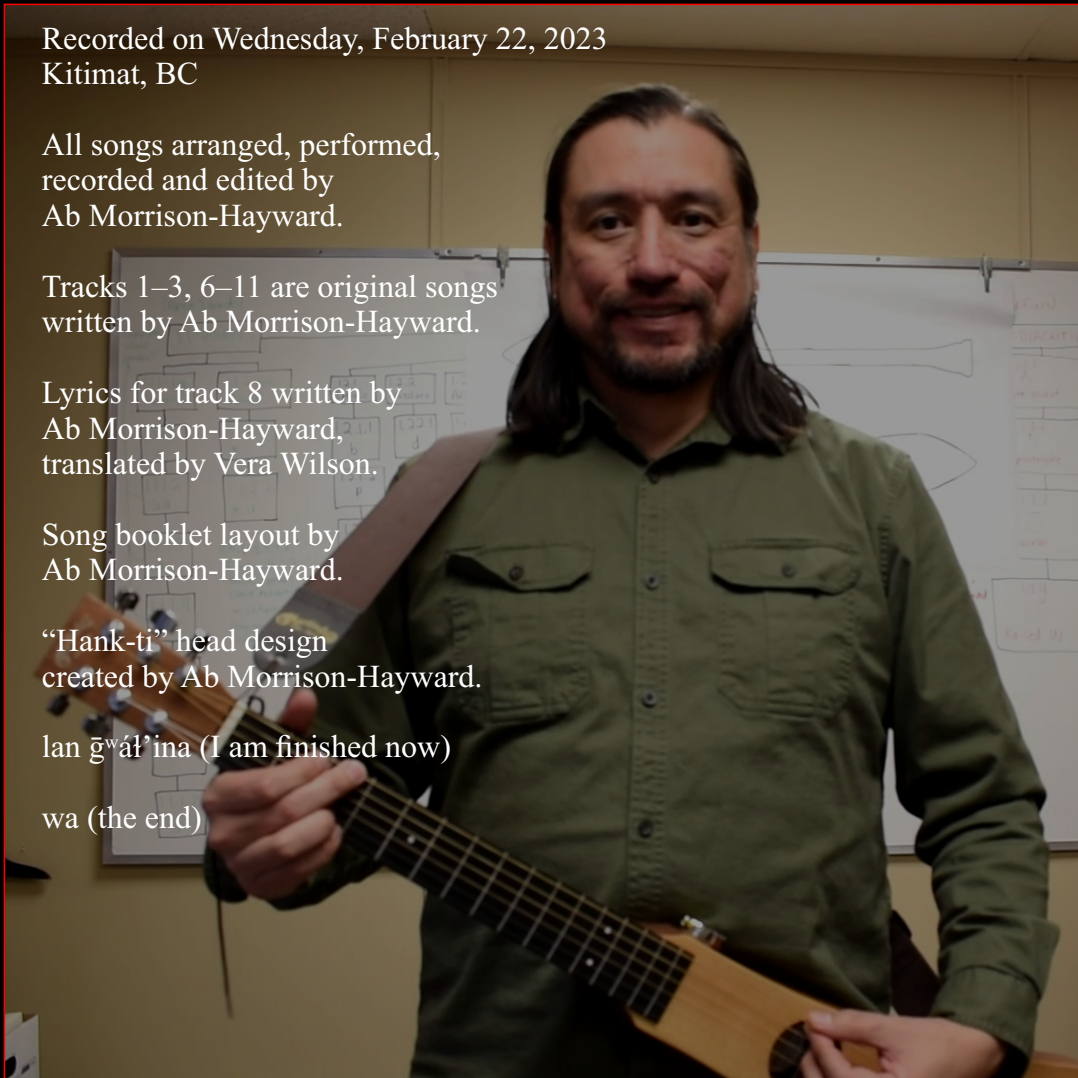 Recorded on Wednesday, February 22, 2023
Kitimat, BC
All songs arranged, performed,
recorded and edited by
Ab Morrison-Hayward.
Tracks 1–3, 6–11 are original songs
written by Ab Morrison-Hayward.
Lyrics for track 8 written by
Ab Morrison-Hayward,
translated by Vera Wilson.
Song booklet layout by
Ab Morrison-Hayward.
“Hank-ti” head design
created by Ab Morrison-Hayward.
lan ḡʷáɫ’ina (I am finished now)
wa (the end)